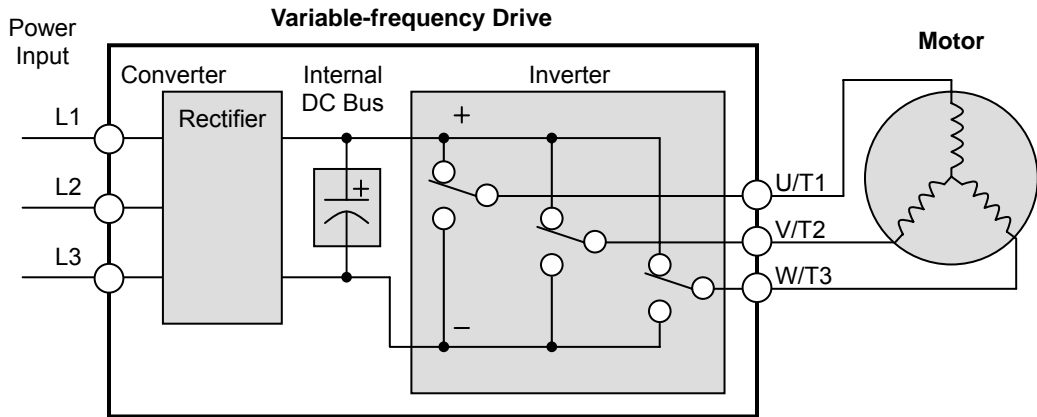 Variable-frequency Drive
Power
Input
Motor
Converter
Internal
DC Bus
Inverter
Rectifier
L1
L2
L3
+
+
−
U/T1
V/T2
W/T3